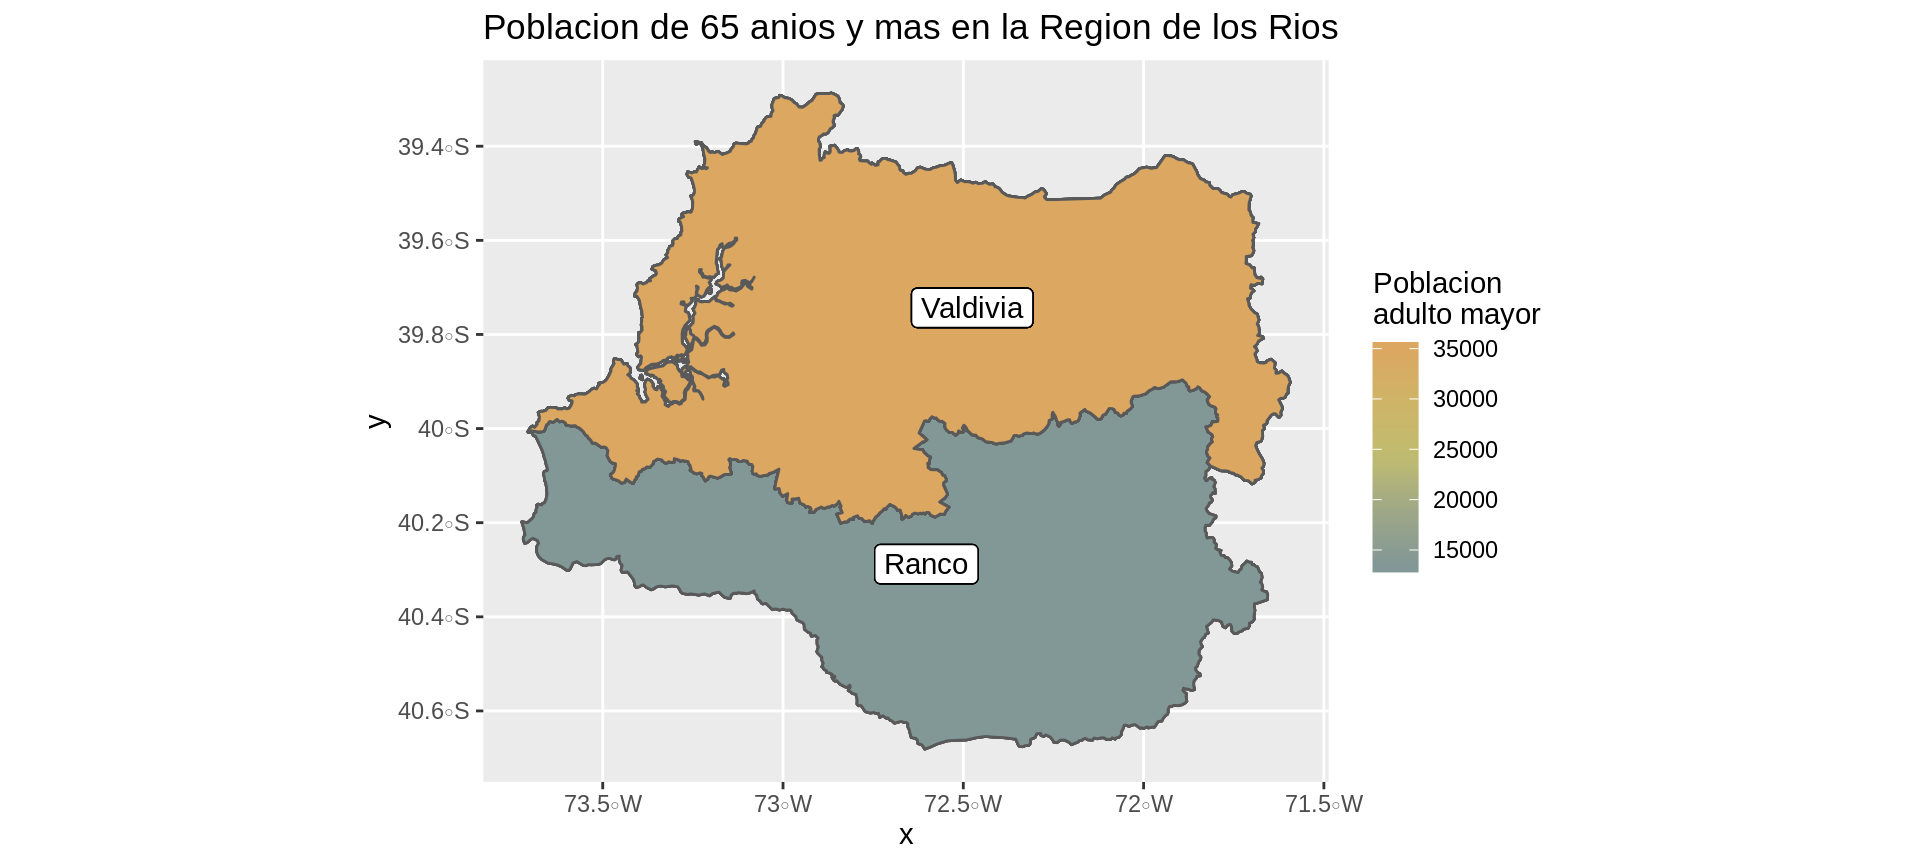 Poblacion de 65 anios y mas en la Region de los Rios
39.4°S
39.6°S
39.8°S
40°S
40.2°S
40.4°S
40.6°S
y
Valdivia
Ranco
73.5°W
73°W
72.5°W
72°W
71.5°W
x
Poblacion
adulto mayor
35000
30000
25000
20000
15000